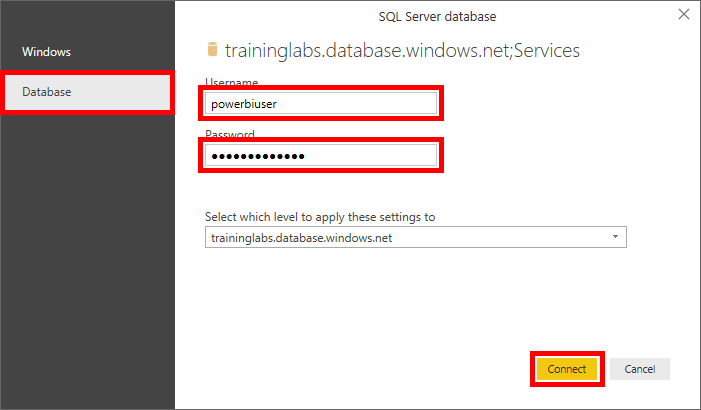 SQL Server database
Windows
Database
traininglabs.database.windows.net;Services
Username
powerbiuser
Password
●●●●●●●●●●●●●
Select which level to apply these settings to
traininglabs.database.windows.net
Connect
Cancel